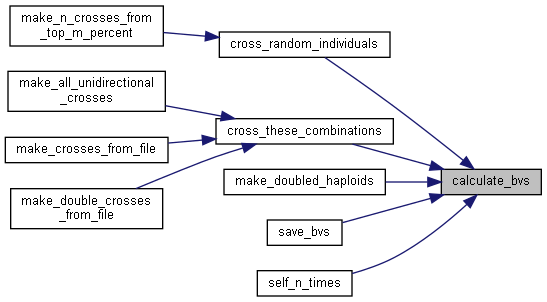 make_n_crosses_from
_top_m_percent
cross_random_individuals
make_all_unidirectional
_crosses
cross_these_combinations
make_crosses_from_file
make_doubled_haploids
calculate_bvs
make_double_crosses
_from_file
save_bvs
self_n_times